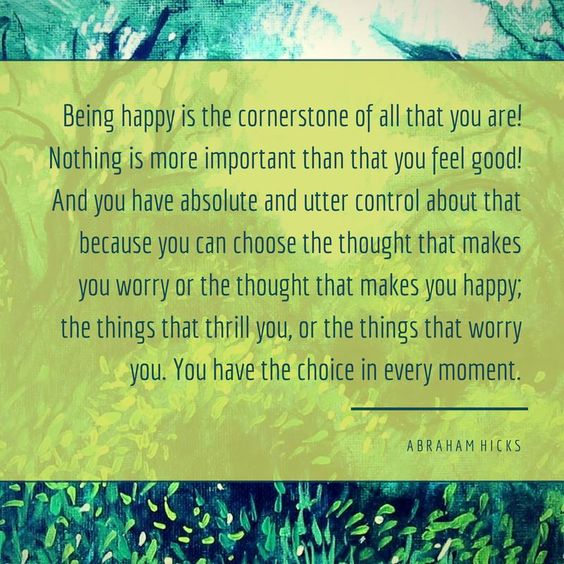 Being happy is the cornerstone of all that you are!
Nothing is more important than that you feel good!
And you have absolute and utter control about that
because you can choose the thought that makes
you worry or the thought that makes you happy;
the things that thrill you, or the things that worry
you. You have the choice in every moment.
ABRAHAM HICKS